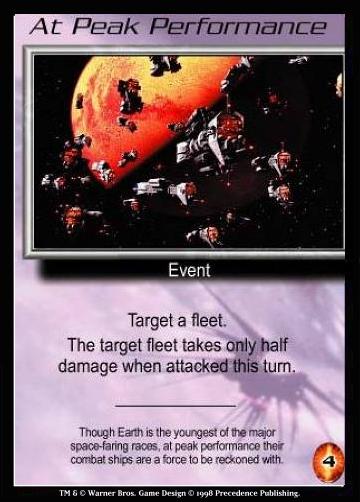 At Peak Performance
Event
Target a fleet.
The target fleet takes only half
damage when attacked this turn.
Though Earth is the youngest of the major
space-faring races, at peak performance their
combat ships are a force to be reckoned with.
4
TM & © Warner Bros. Game Design © 1998 Precedence Publishing.